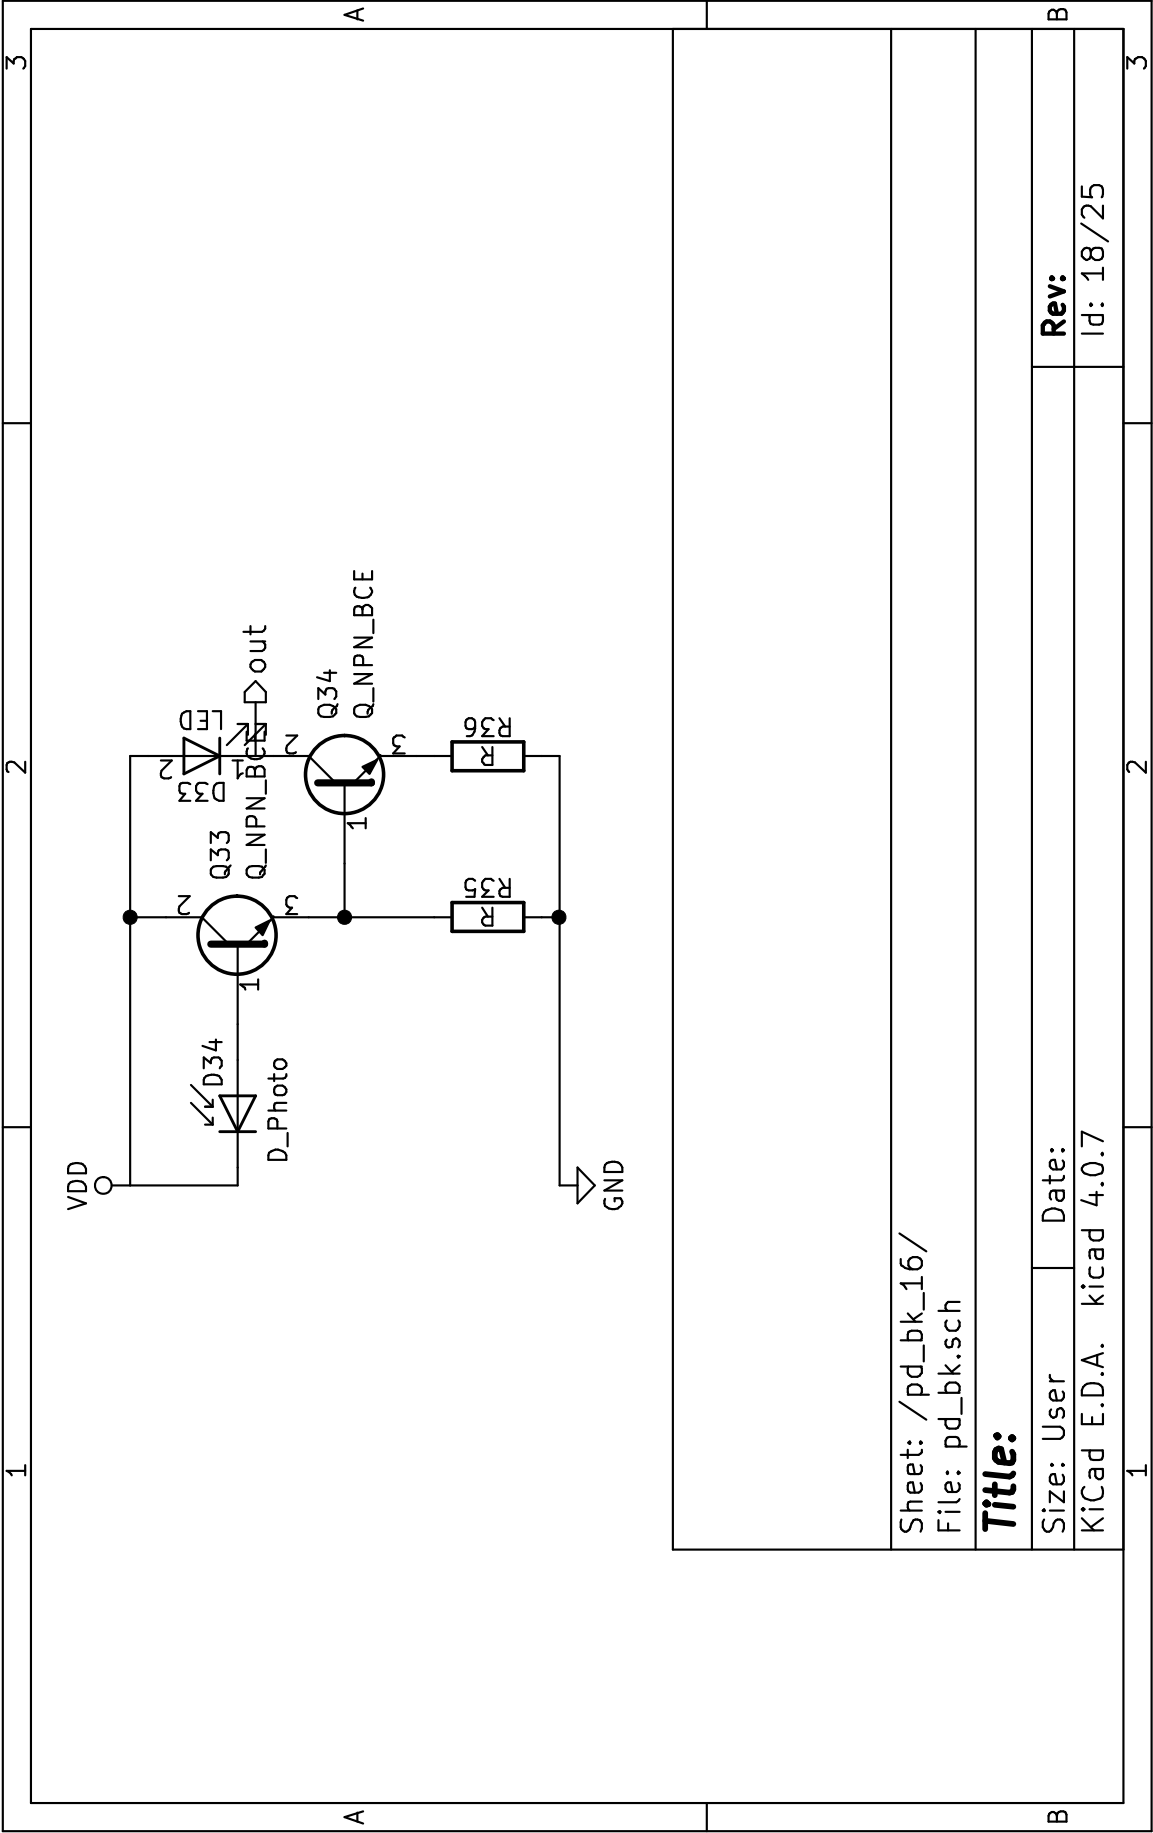 1
2
3
A
B
VDD
D34
D_Photo
1
Q33
Q_NPN_BCE
2
3
2
D33
LED
1
out
Q34
Q_NPN_BCE
1
2
3
R35
R
R36
R
GND
Sheet: /pd_bk_16/
File: pd_bk.sch
Title:
Size: User
Date:
Rev:
KiCad E.D.A. kicad 4.0.7
Id: 18/25
A
B
1
2
3